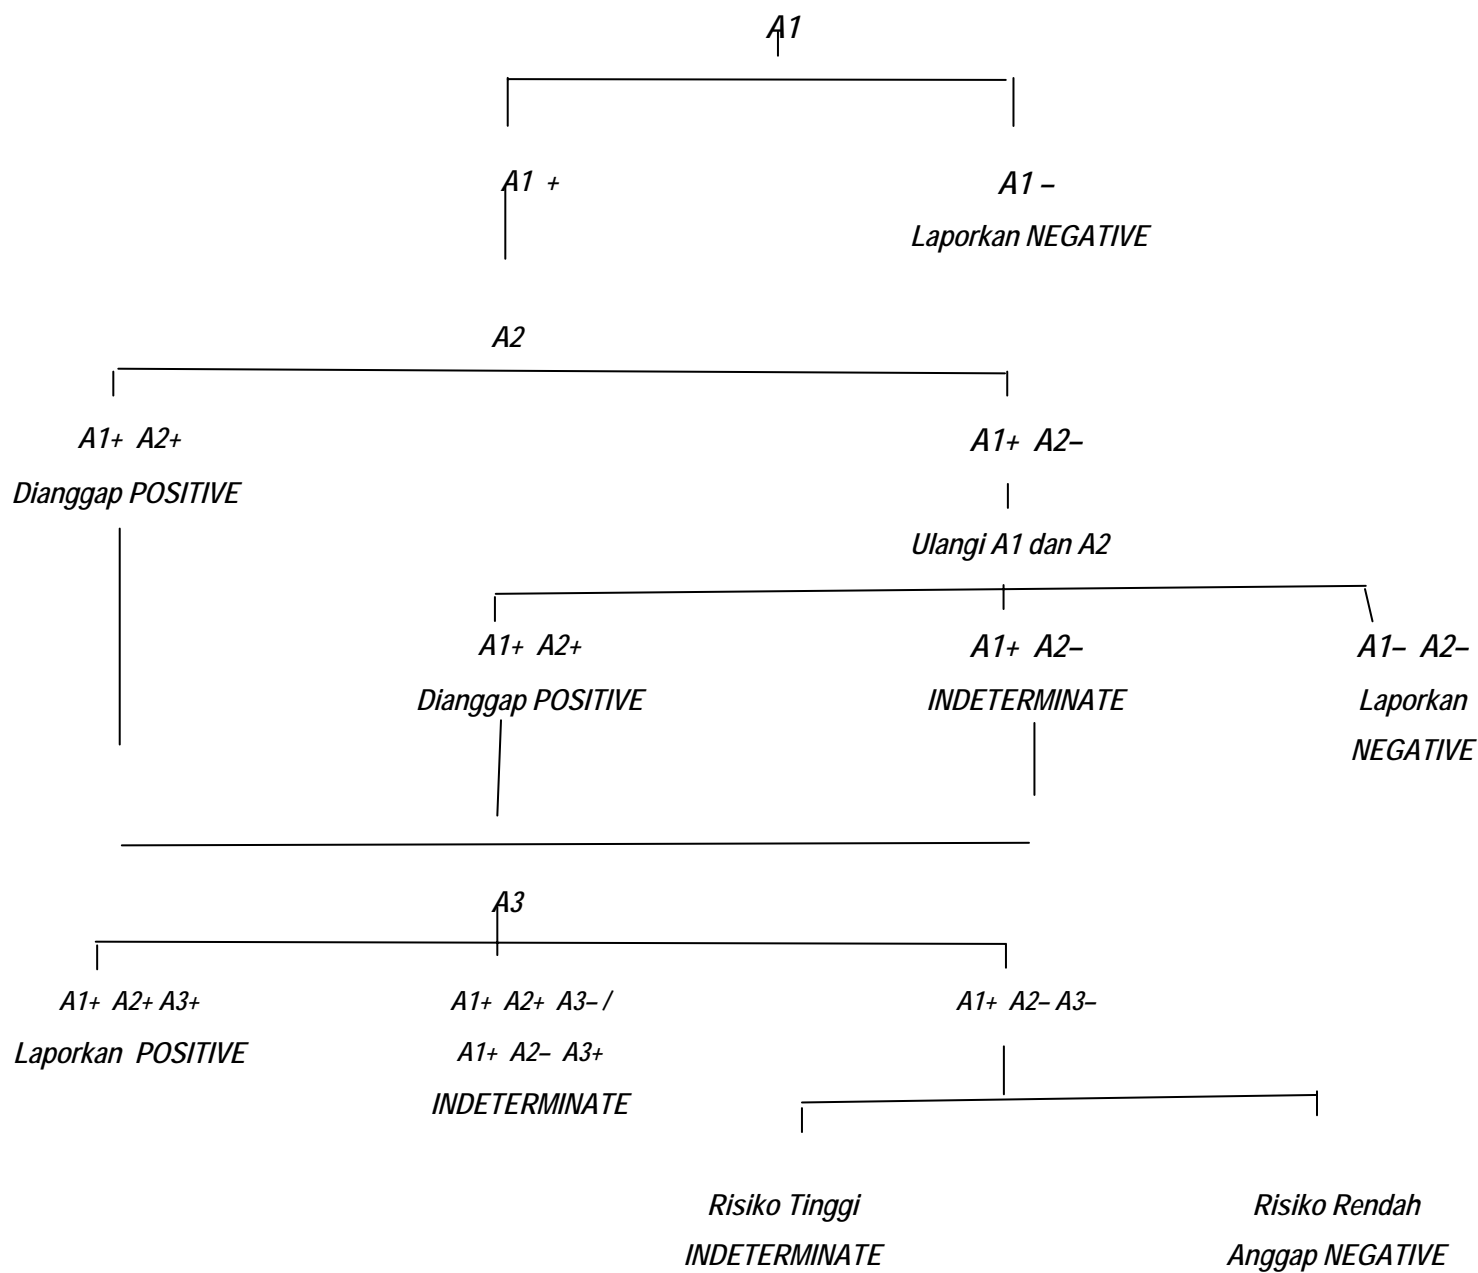 A1
A1 +
A1 –
Laporkan NEGATIVE
A2
A1+ A2+
Dianggap POSITIVE
A1+ A2–
Ulangi A1 dan A2
A1+ A2+
Dianggap POSITIVE
A1+ A2–
INDETERMINATE
A1– A2–
Laporkan
NEGATIVE
A3
A1+ A2+ A3+
Laporkan POSITIVE
A1+ A2+ A3– /
A1+ A2– A3+
INDETERMINATE
A1+ A2– A3–
Risiko Tinggi
INDETERMINATE
Risiko Rendah
Anggap NEGATIVE